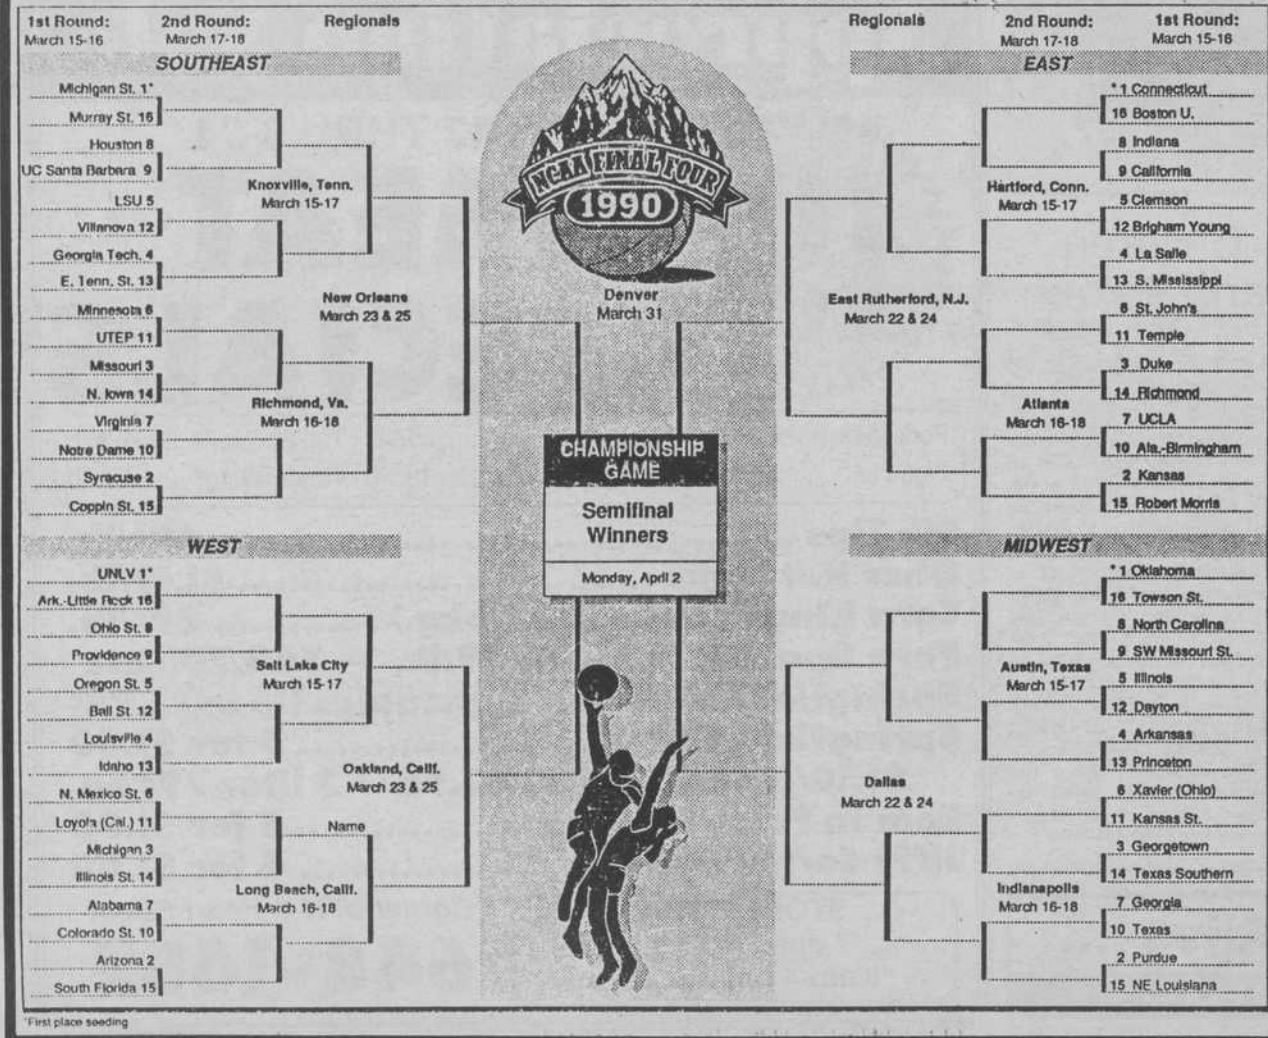 1st Round:
March 15-16
2nd Round:
March 17-18
Regionals
SOUTHEAST
Michigan St. 1*
Murray St. 16
Houston 8
UC Santa Barbara 9
LSU 5
Villanova 12
Georgia Tech. 4
E. Tenn. St. 13
Minnesota 6
UTEP 11
Missouri 3
N. Iowa 14
Virginia 7
Notre Dame 10
Syracuse 2
Coppin St. 15
Knoxville, Tenn.
March 15-17
Richmond, Va.
March 16-18
New Orleans
March 23 & 25
WEST
UNLV 1*
Ark.-Little Rock 16
Ohio St. 8
Providence 9
Oregon St. 5
Ball St. 12
Louisville 4
Idaho 13
N. Mexico St. 6
Loyola (Cal.) 11
Michigan 3
Illinois St. 14
Alabama 7
Colorado St. 10
Arizona 2
South Florida 15
Salt Lake City
March 15-17
Name
Long Beach, Calif.
March 16-18
Oakland, Calif.
March 23 & 25
NCAA FINAL FOUR
1990
Denver
March 31
CHAMPIONSHIP
GAME
Semifinal
Winners
Monday, April 2
Regionals
2nd Round:
March 17-18
1st Round:
March 15-16
EAST
*1 Connecticut
16 Boston U.
8 Indiana
9 California
5 Clemson
12 Brigham Young
4 La Salle
13 S. Mississippi
6 St. John's
11 Temple
3 Duke
14 Richmond
7 UCLA
10 Ala.-Birmingham
2 Kansas
15 Robert Morris
Hartford, Conn.
March 15-17
Atlanta
March 16-18
East Rutherford, N.J.
March 22 & 24
MIDWEST
*1 Oklahoma
16 Towson St.
8 North Carolina
9 SW Missouri St.
5 Illinois
12 Dayton
4 Arkansas
13 Princeton
6 Xavier (Ohio)
11 Kansas St.
3 Georgetown
14 Texas Southern
7 Georgia
10 Texas
2 Purdue
15 NE Louisiana
Austin, Texas
March 15-17
Indianapolis
March 16-18
Dallas
March 22 & 24
*First place seeding